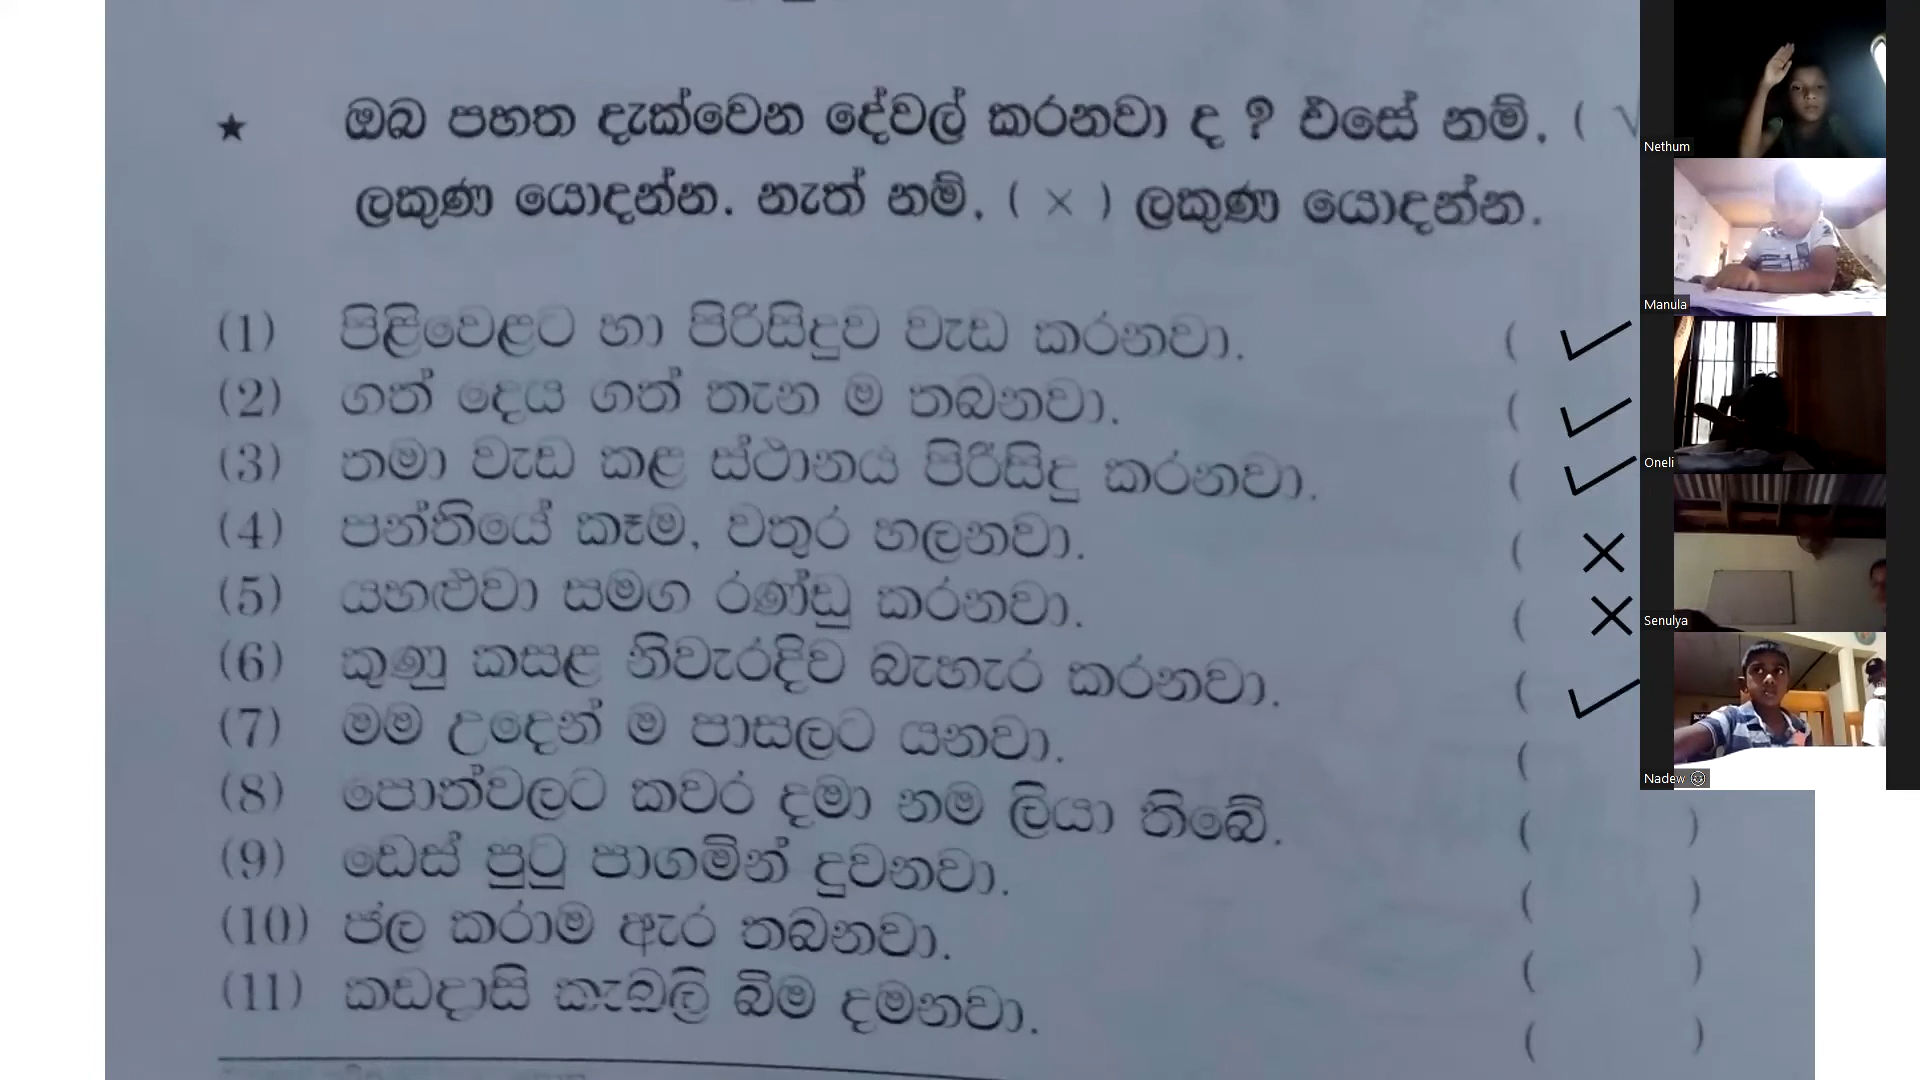 ★ ඔබ පහත දැක්වෙන දේවල් කරනවා ද ? එසේ නම්, ( √
ලකුණ යොදන්න. නැත් නම්, ( × ) ලකුණ යොදන්න.
(1) පිළිවෙළට හා පිරිසිදුව වැඩ කරනවා. ( ✓
(2) ගත් දෙය ගත් තැන ම තබනවා. ( ✓
(3) තමා වැඩ කළ ස්ථානය පිරිසිදු කරනවා. ( ✓
(4) පන්තියේ කෑම, වතුර හලනවා. ( ×
(5) යහළුවා සමග රණ්ඩු කරනවා. ( ×
(6) කුණු කසළ නිවැරදිව බැහැර කරනවා. ( ✓
(7) මම උදෙන් ම පාසලට යනවා. (
(8) පොත්වලට කවර දමා නම ලියා තිබේ. ( )
(9) ඩෙස් පුටු පාගමින් දුවනවා. ( )
(10) ජල කරාම ඇර තබනවා. ( )
(11) කඩදාසි කැබලි බිම දමනවා. ( )
Nethum
Manula
Oneli
Senulya
Nadew